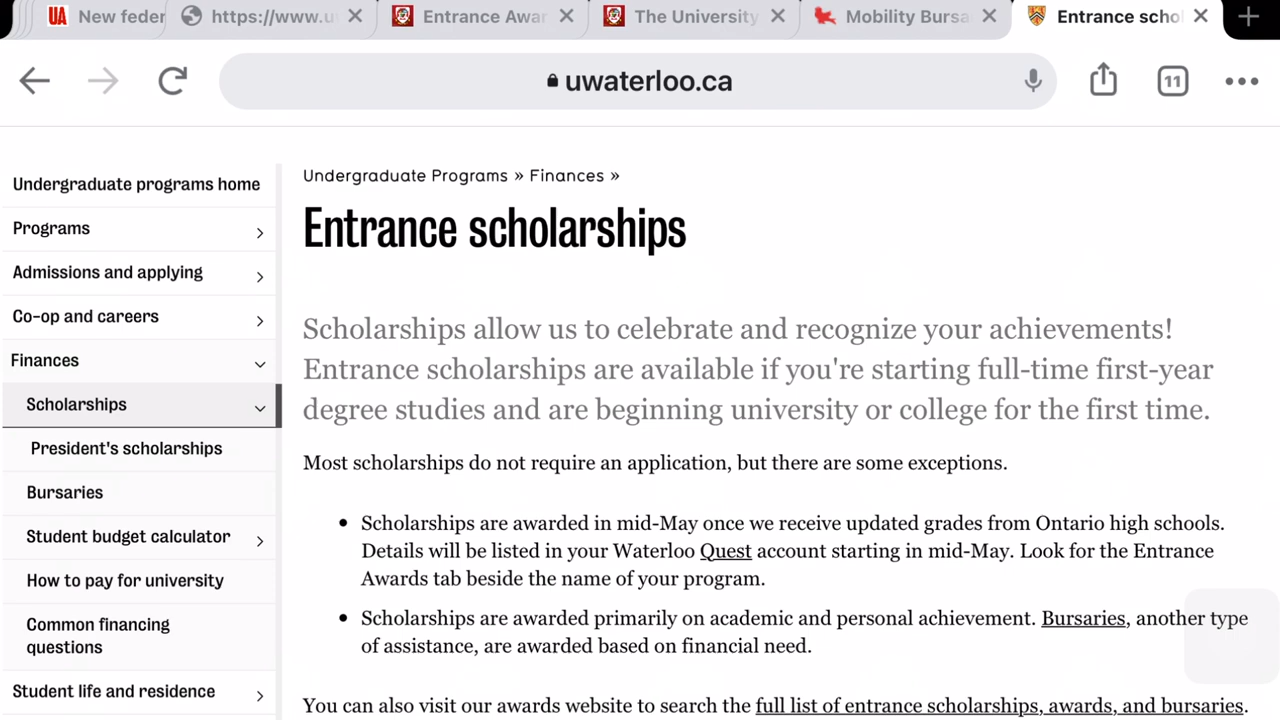 New feder
https://www.u
Entrance Awar
The University
Mobility Bursa
Entrance schol
uwaterloo.ca
11
Undergraduate programs home
Programs
Admissions and applying
Co-op and careers
Finances
Scholarships
President's scholarships
Bursaries
Student budget calculator
How to pay for university
Common financing
questions
Student life and residence
Undergraduate Programs » Finances »
Entrance scholarships
Scholarships allow us to celebrate and recognize your achievements!
Entrance scholarships are available if you're starting full-time first-year
degree studies and are beginning university or college for the first time.
Most scholarships do not require an application, but there are some exceptions.
Scholarships are awarded in mid-May once we receive updated grades from Ontario high schools.
Details will be listed in your Waterloo Quest account starting in mid-May. Look for the Entrance
Awards tab beside the name of your program.
Scholarships are awarded primarily on academic and personal achievement. Bursaries, another type
of assistance, are awarded based on financial need.
You can also visit our awards website to search the full list of entrance scholarships, awards, and bursaries.
UA